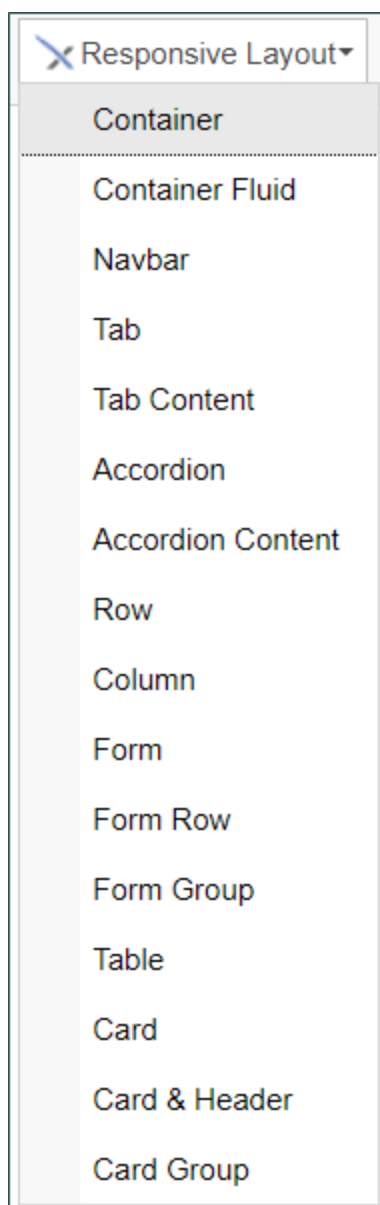 Responsive Layout
Container
Container Fluid
Navbar
Tab
Tab Content
Accordion
Accordion Content
Row
Column
Form
Form Row
Form Group
Table
Card
Card & Header
Card Group